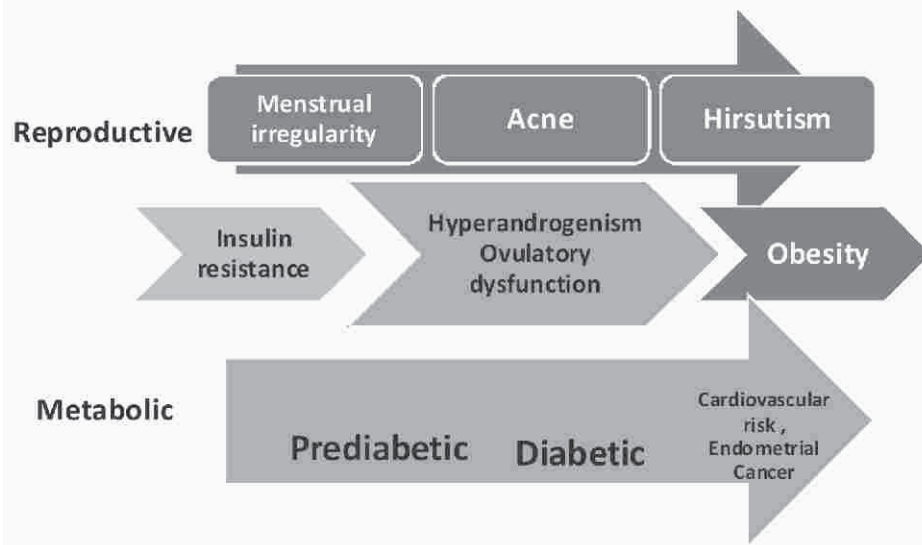 Menstrual
irregularity
Acne
Hirsutism
Reproductive
Insulin
resistance
Hyperandrogenism
Ovulatory
dysfunction
Obesity
Metabolic
Prediabetic
Diabetic
Cardiovascular
risk ,
Endometrial
Cancer